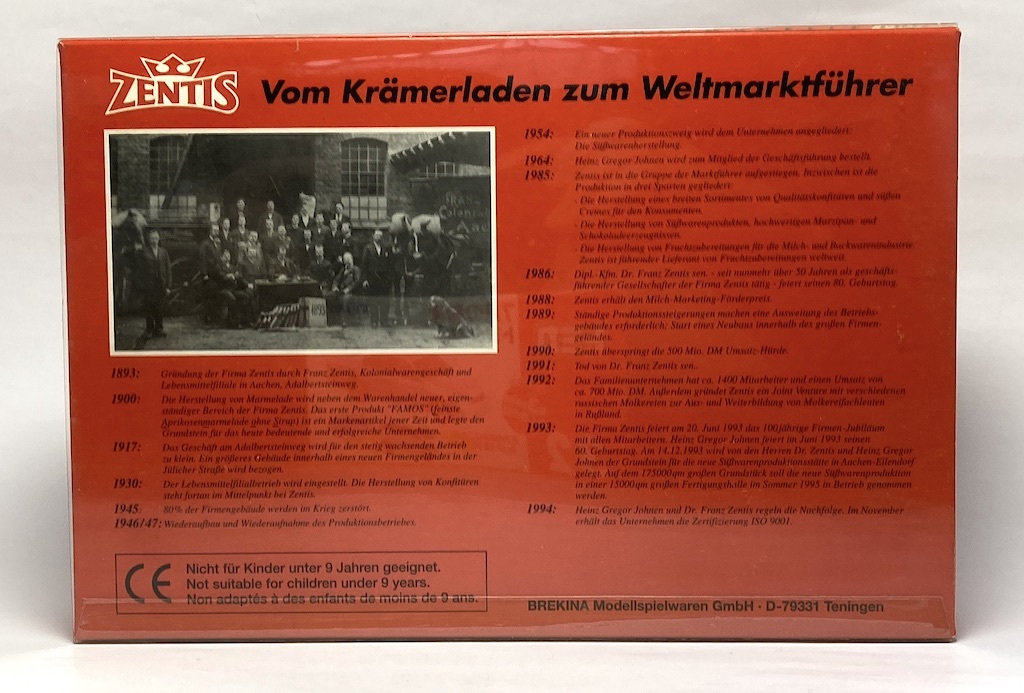 ZENTIS
Vom Krämerladen zum Weltmarktführer
FRANZ
Colonial
Aach
1893
1893: Gründung der Firma Zentis durch Franz Zentis, Kolonialwarengeschäft und
Lebensmittelfiliale in Aachen, Adalbertsteinweg.
1900: Die Herstellung von Marmelade wird neben dem Warenhandel neuer, eigen-
ständiger Bereich der Firma Zentis. Das erste Produkt "FAMOS" (feinste
Aprikosenmarmelade ohne Sirup) ist ein Markenartikel jener Zeit und legte den
Grundstein für das heute bedeutende und erfolgreiche Unternehmen.
1917: Das Geschäft am Adalbertsteinweg wird für den stetig wachsenden Betrieb
zu klein. Ein größeres Gebäude innerhalb eines neuen Firmengeländes in der
Jülicher Straße wird bezogen.
1930: Der Lebensmittelfilialbetrieb wird eingestellt. Die Herstellung von Konfitüren
steht fortan im Mittelpunkt bei Zentis.
1945: 80% der Firmengebäude werden im Krieg zerstört.
1946/47: Wiederaufbau und Wiederaufnahme des Produktionsbetriebes.
1954: Ein neuer Produktionszweig wird dem Unternehmen angegliedert:
Die Süßwarenherstellung.
1964: Heinz Gregor Johnen wird zum Mitglied der Geschäftsführung bestellt.
1985: Zentis ist in die Gruppe der Marktführer aufgestiegen. Inzwischen ist die
Produktion in drei Sparten gegliedert:
- Die Herstellung eines breiten Sortimentes von Qualitätskonfitüren und süßen
Cremes für den Konsumenten.
- Die Herstellung von Süßwarenprodukten, hochwertigen Marzipan- und
Schokoladeerzeugnissen.
- Die Herstellung von Fruchtzubereitungen für die Milch- und Backwarenindustrie.
Zentis ist führender Lieferant von Fruchtzubereitungen weltweit.
1986: Dipl.-Kfm. Dr. Franz Zentis sen. - seit nunmehr über 50 Jahren als geschäfts-
führender Gesellschafter der Firma Zentis tätig - feiert seinen 80. Geburtstag.
1988: Zentis erhält den Milch-Marketing-Förderpreis.
1989: Ständige Produktionssteigerungen machen eine Ausweitung des Betriebs-
gebäudes erforderlich; Start eines Neubaus innerhalb des großen Firmen-
geländes.
1990: Zentis überspringt die 500 Mio. DM Umsatz-Hürde.
1991: Tod von Dr. Franz Zentis sen..
1992: Das Familienunternehmen hat ca. 1400 Mitarbeiter und einen Umsatz von
ca. 700 Mio. DM. Außerdem gründet Zentis ein Joint Venture mit verschiedenen
russischen Molkereien zur Aus- und Weiterbildung von Molkereifachleuten
in Rußland.
1993: Die Firma Zentis feiert am 20. Juni 1993 das 100jährige Firmen-Jubiläum
mit allen Mitarbeitern. Heinz Gregor Johnen feiert im Juni 1993 seinen
60. Geburtstag. Am 14.12.1993 wird von den Herren Dr. Zentis und Heinz Gregor
Johnen der Grundstein für die neue Süßwarenproduktionsstätte in Aachen-Eilendorf
gelegt. Auf dem 175000qm großen Grundstück soll die neue Süßwarenproduktion
in einer 15000qm großen Fertigungshalle im Sommer 1995 in Betrieb genommen
werden.
1994: Heinz Gregor Johnen und Dr. Franz Zentis regeln die Nachfolge. Im November
erhält das Unternehmen die Zertifizierung ISO 9001.
CE
Nicht für Kinder unter 9 Jahren geeignet.
Not suitable for children under 9 years.
Non adaptés à des enfants de moins de 9 ans.
BREKINA Modellspielwaren GmbH · D-79331 Teningen